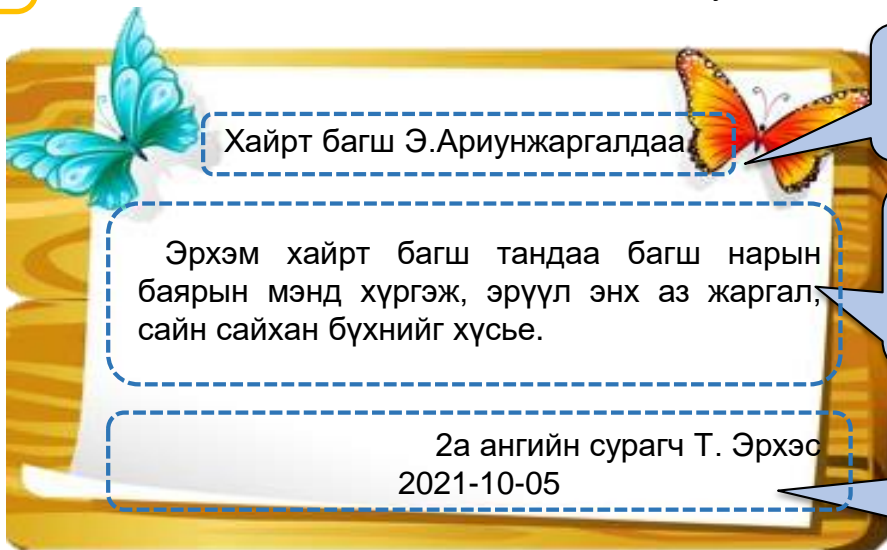 Хайрт багш Э.Ариунжаргалдаа
Эрхэм хайрт багш тандаа багш нарын
баярын мэнд хүргэж, эрүүл энх аз жаргал,
сайн сайхан бүхнийг хүсье.
2а ангийн сурагч Т. Эрхэс
2021-10-05